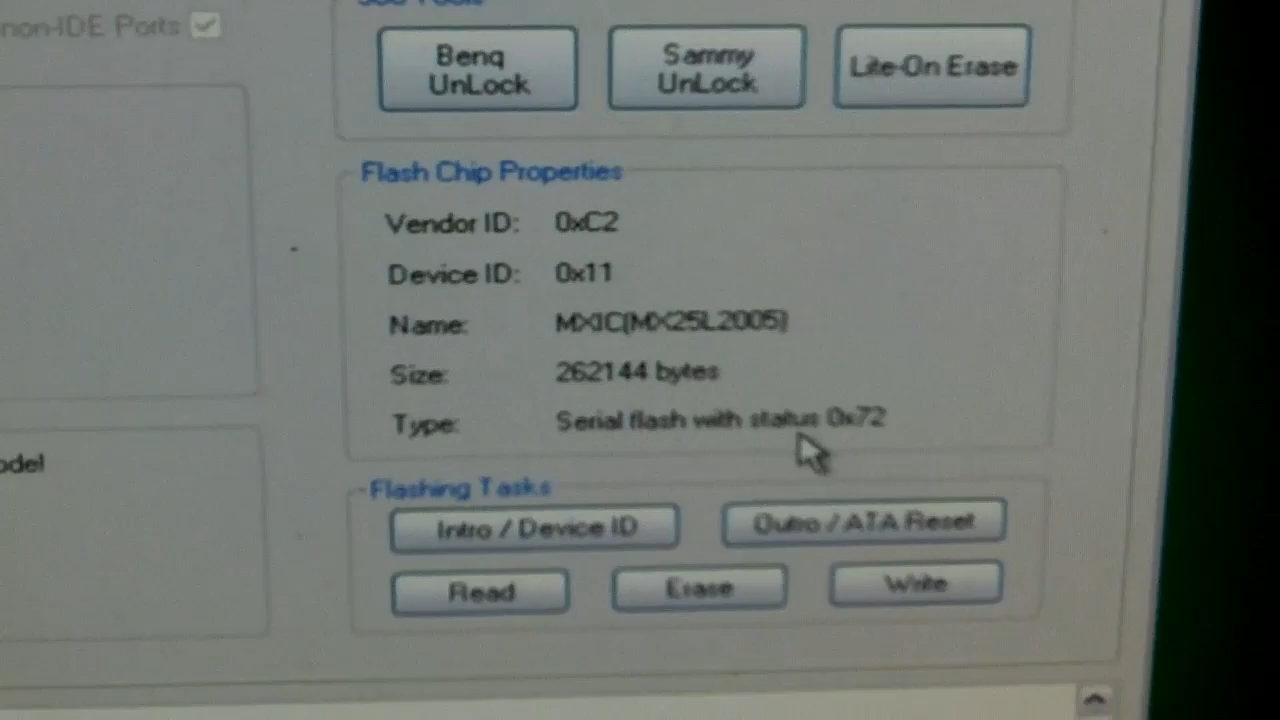 non-IDE Ports
Benq
UnLock
Sammy
UnLock
Lite-On Erase
Flash Chip Properties
Vendor ID: 0xC2
Device ID: 0x11
Name: MXIC(MX25L2005)
Size: 262144 bytes
Type: Serial flash with status 0x72
odel
Flashing Tasks
Intro / Device ID
Outro / ATA Reset
Read
Erase
Write